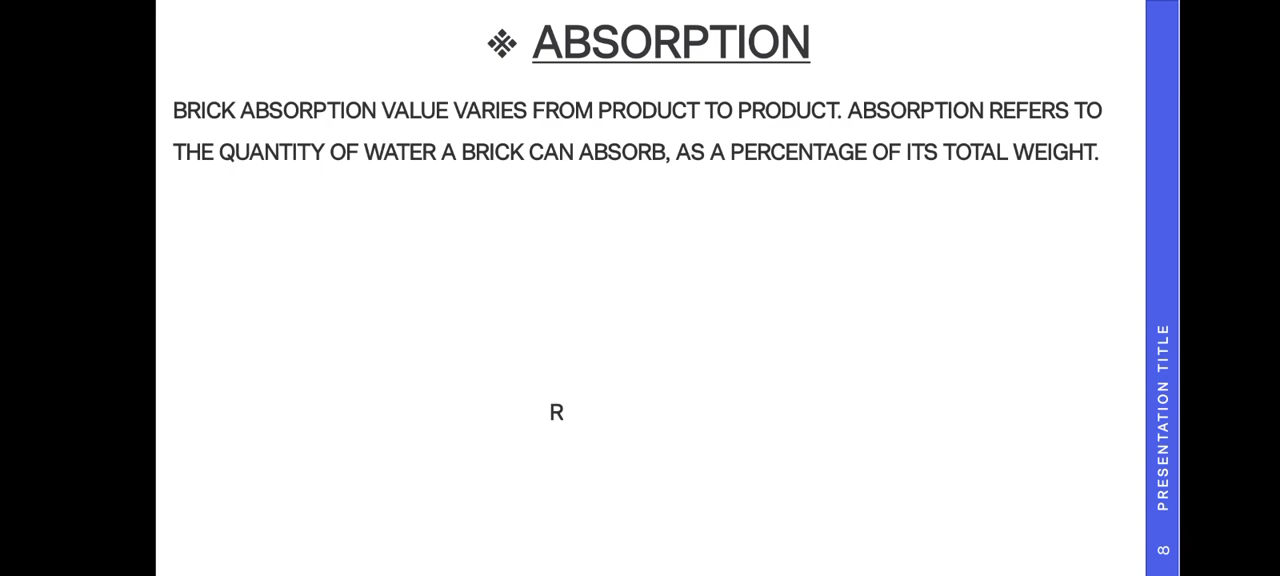 ❖ ABSORPTION
BRICK ABSORPTION VALUE VARIES FROM PRODUCT TO PRODUCT. ABSORPTION REFERS TO
THE QUANTITY OF WATER A BRICK CAN ABSORB, AS A PERCENTAGE OF ITS TOTAL WEIGHT.
R
PRESENTATION TITLE
8